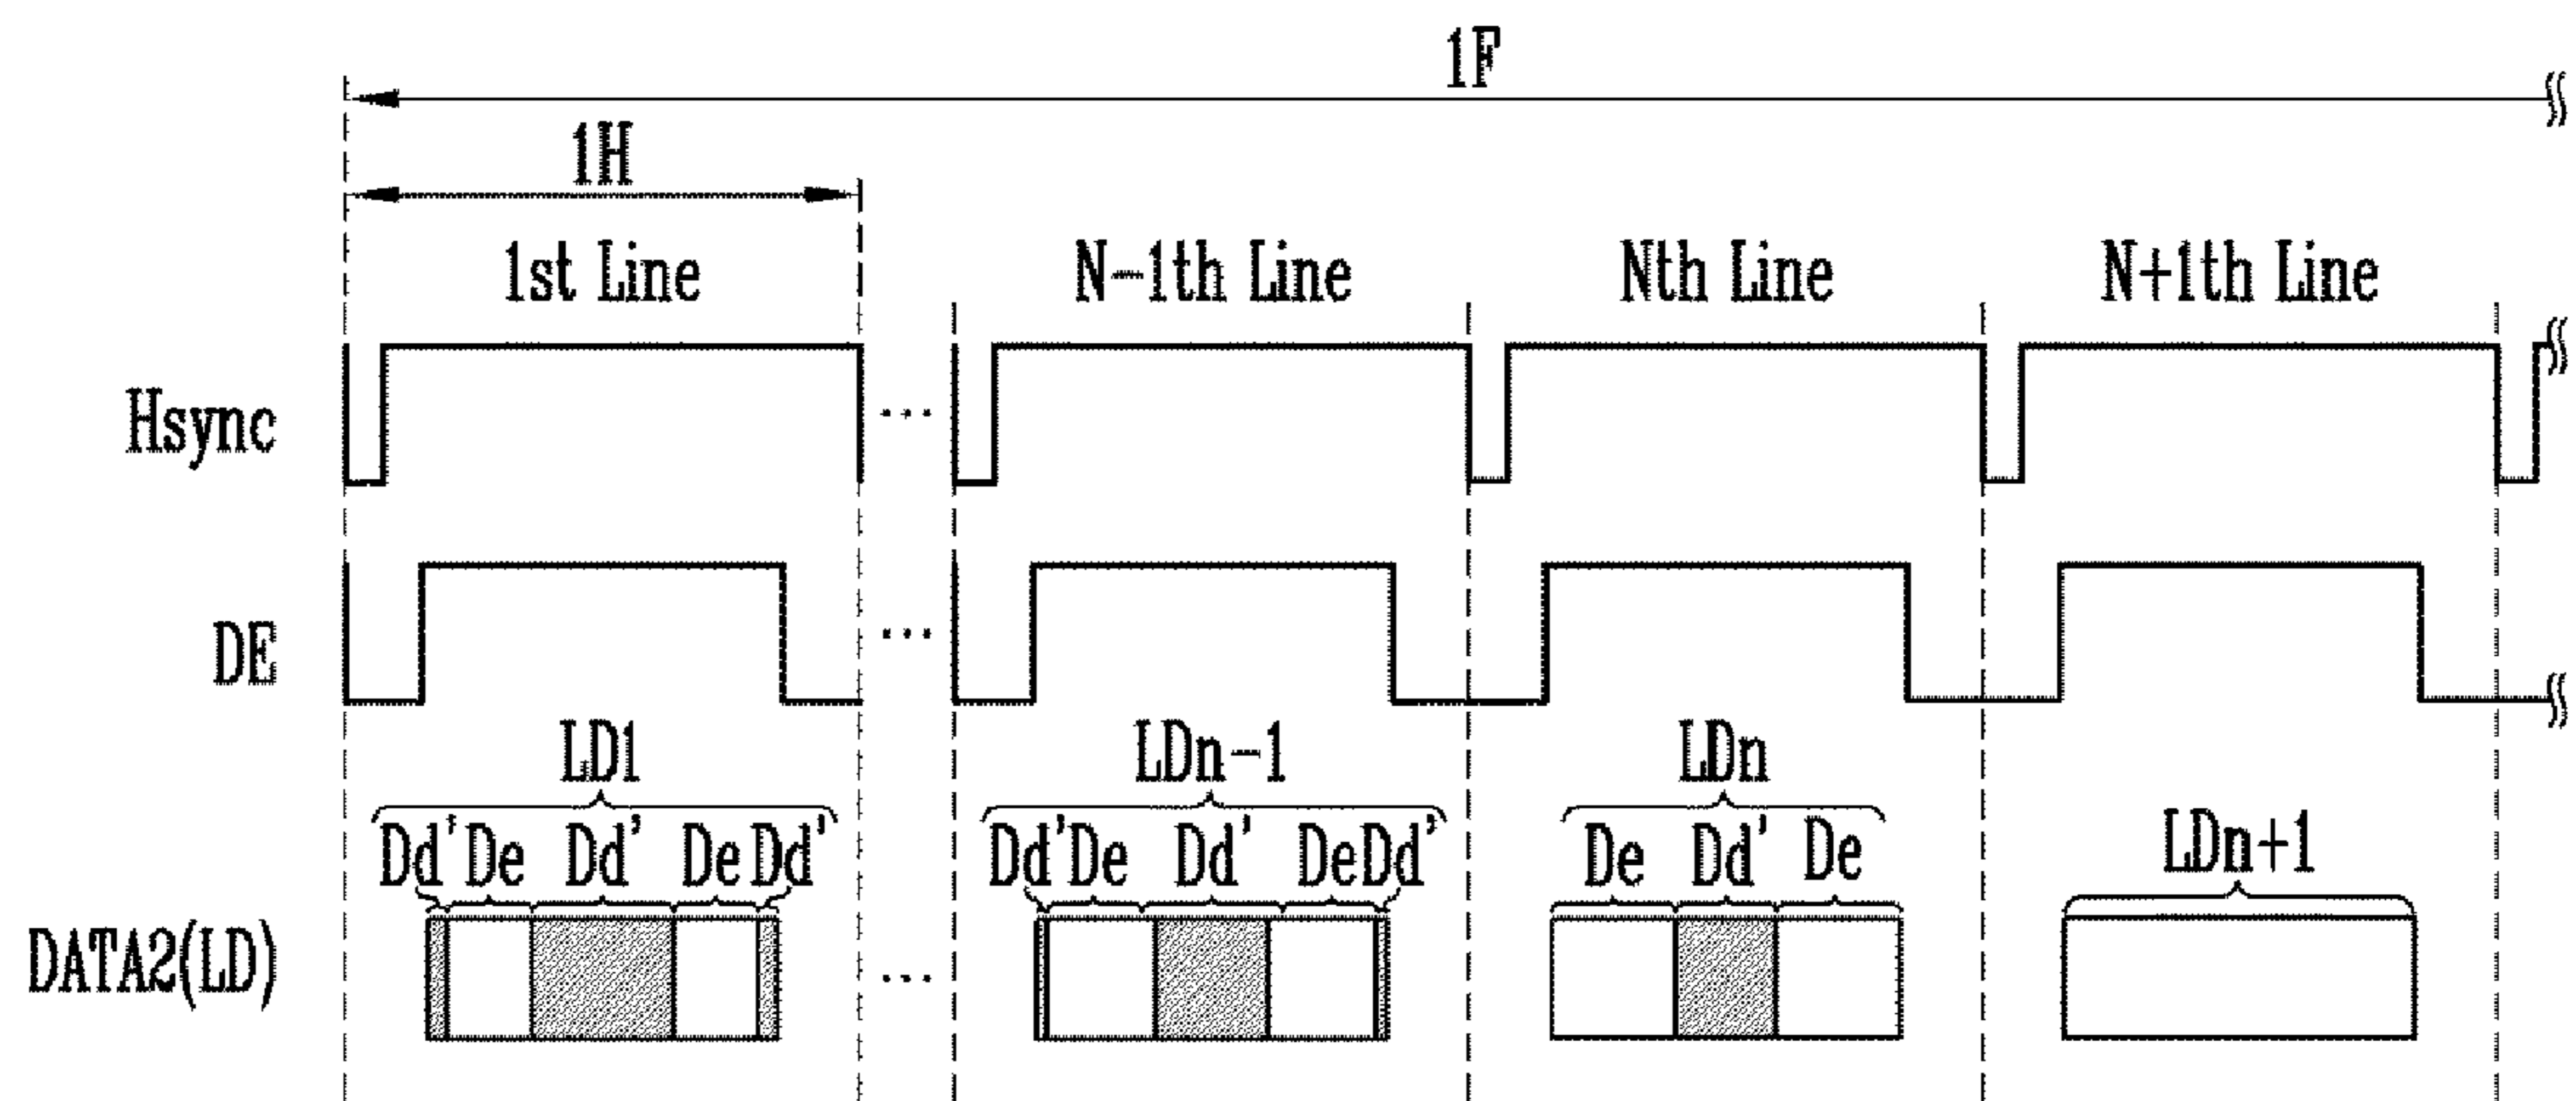 1F
1H
1st Line N-1th Line Nth Line N+1th Line
Hsync ...
DE ...
LD1 LDn-1 LDn
Dd' De Dd' De Dd' Dd' De Dd' De Dd' De Dd' De LDn+1
DATA2(LD) ...